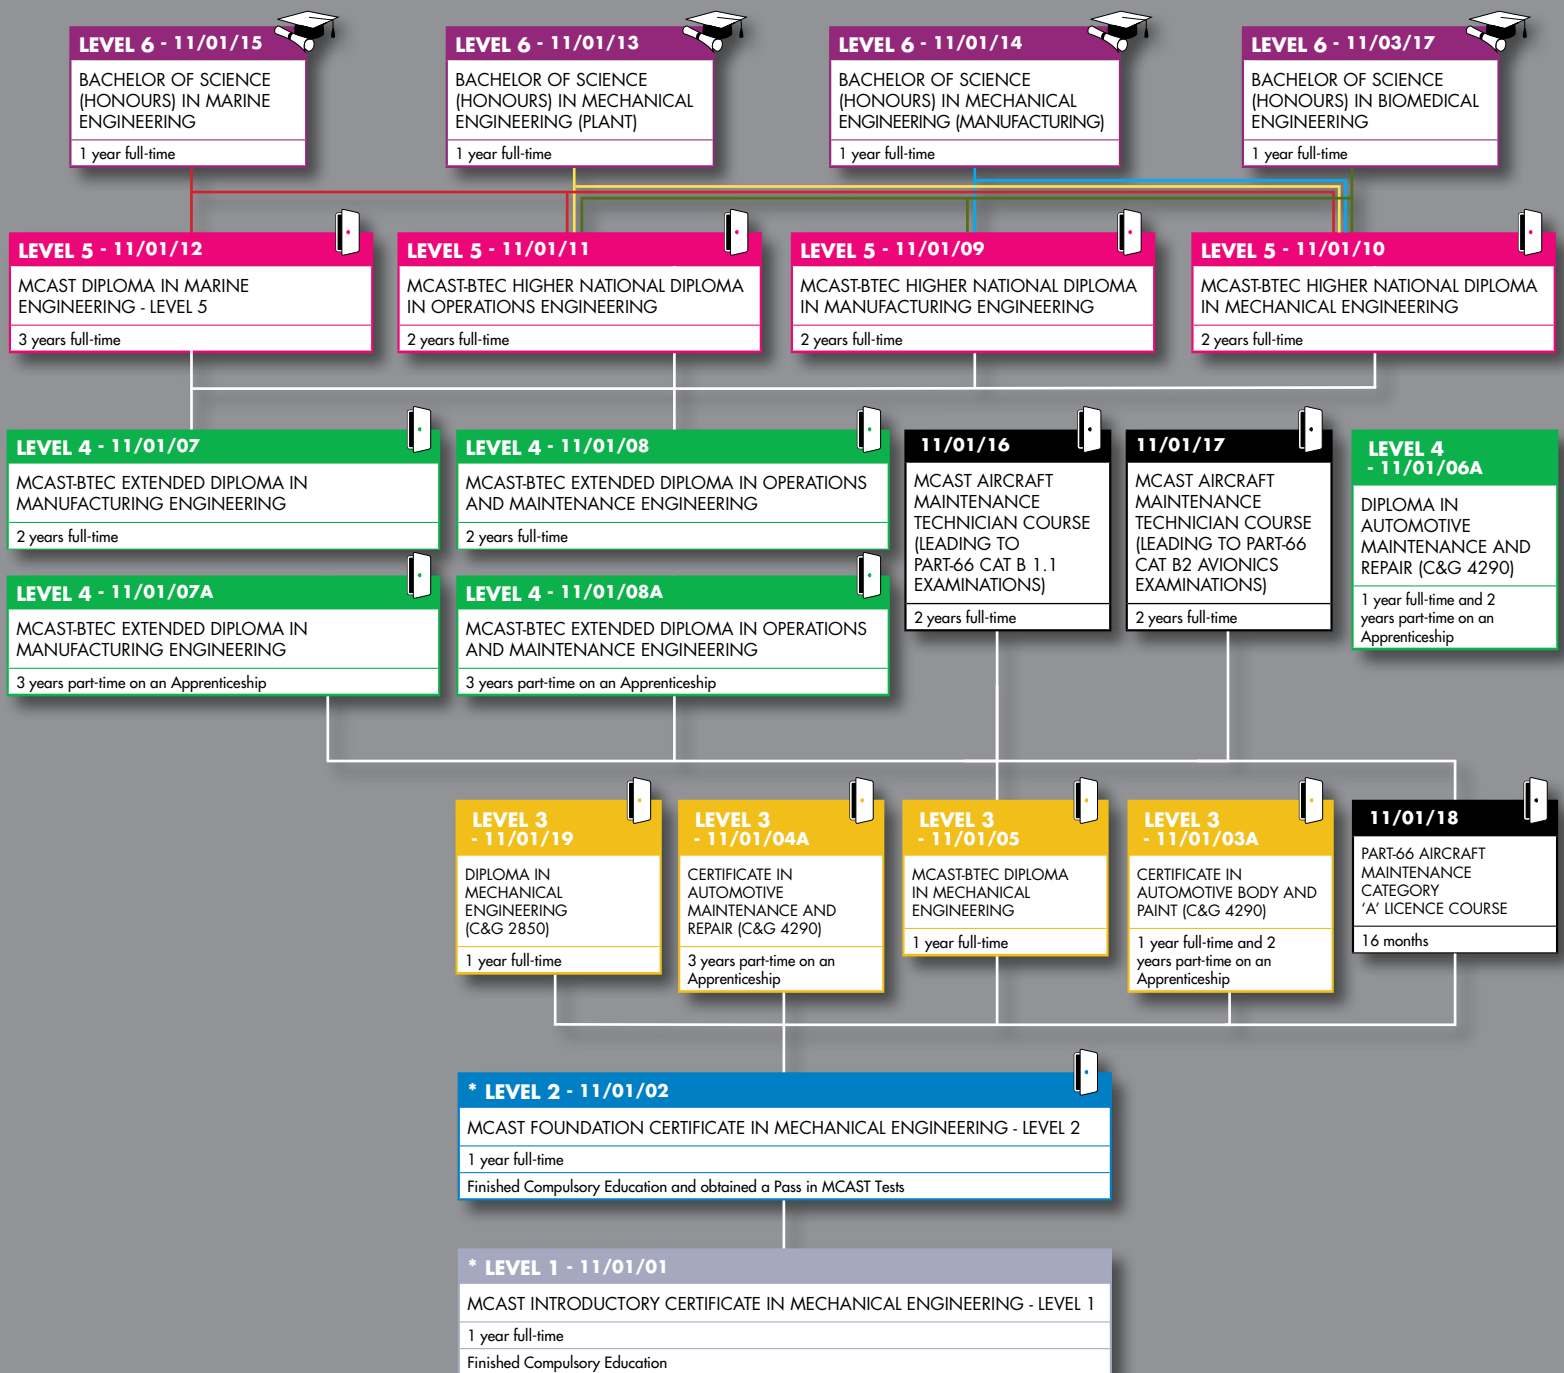 LEVEL 6 - 11/01/15
BACHELOR OF SCIENCE
(HONOURS) IN MARINE
ENGINEERING
1 year full-time
LEVEL 6 - 11/01/13
BACHELOR OF SCIENCE
(HONOURS) IN MECHANICAL
ENGINEERING (PLANT)
1 year full-time
LEVEL 6 - 11/01/14
BACHELOR OF SCIENCE
(HONOURS) IN MECHANICAL
ENGINEERING (MANUFACTURING)
1 year full-time
LEVEL 6 - 11/03/17
BACHELOR OF SCIENCE
(HONOURS) IN BIOMEDICAL
ENGINEERING
1 year full-time
LEVEL 5 - 11/01/12
MCAST DIPLOMA IN MARINE
ENGINEERING - LEVEL 5
3 years full-time
LEVEL 5 - 11/01/11
MCAST-BTEC HIGHER NATIONAL DIPLOMA
IN OPERATIONS ENGINEERING
2 years full-time
LEVEL 5 - 11/01/09
MCAST-BTEC HIGHER NATIONAL DIPLOMA
IN MANUFACTURING ENGINEERING
2 years full-time
LEVEL 5 - 11/01/10
MCAST-BTEC HIGHER NATIONAL DIPLOMA
IN MECHANICAL ENGINEERING
2 years full-time
LEVEL 4 - 11/01/07
MCAST-BTEC EXTENDED DIPLOMA IN
MANUFACTURING ENGINEERING
2 years full-time
LEVEL 4 - 11/01/08
MCAST-BTEC EXTENDED DIPLOMA IN OPERATIONS
AND MAINTENANCE ENGINEERING
2 years full-time
11/01/16
MCAST AIRCRAFT
MAINTENANCE
TECHNICIAN COURSE
(LEADING TO
PART-66 CAT B 1.1
EXAMINATIONS)
2 years full-time
11/01/17
MCAST AIRCRAFT
MAINTENANCE
TECHNICIAN COURSE
(LEADING TO PART-66
CAT B2 AVIONICS
EXAMINATIONS)
2 years full-time
LEVEL 4
- 11/01/06A
DIPLOMA IN
AUTOMOTIVE
MAINTENANCE AND
REPAIR (C&G 4290)
1 year full-time and 2
years part-time on an
Apprenticeship
LEVEL 4 - 11/01/07A
MCAST-BTEC EXTENDED DIPLOMA IN
MANUFACTURING ENGINEERING
3 years part-time on an Apprenticeship
LEVEL 4 - 11/01/08A
MCAST-BTEC EXTENDED DIPLOMA IN OPERATIONS
AND MAINTENANCE ENGINEERING
3 years part-time on an Apprenticeship
LEVEL 3
- 11/01/19
DIPLOMA IN
MECHANICAL
ENGINEERING
(C&G 2850)
1 year full-time
LEVEL 3
- 11/01/04A
CERTIFICATE IN
AUTOMOTIVE
MAINTENANCE AND
REPAIR (C&G 4290)
3 years part-time on an
Apprenticeship
LEVEL 3
- 11/01/05
MCAST-BTEC DIPLOMA
IN MECHANICAL
ENGINEERING
1 year full-time
LEVEL 3
- 11/01/03A
CERTIFICATE IN
AUTOMOTIVE BODY AND
PAINT (C&G 4290)
1 year full-time and 2
years part-time on an
Apprenticeship
11/01/18
PART-66 AIRCRAFT
MAINTENANCE
CATEGORY
‘A’ LICENCE COURSE
16 months
* LEVEL 2 - 11/01/02
MCAST FOUNDATION CERTIFICATE IN MECHANICAL ENGINEERING - LEVEL 2
1 year full-time
Finished Compulsory Education and obtained a Pass in MCAST Tests
* LEVEL 1 - 11/01/01
MCAST INTRODUCTORY CERTIFICATE IN MECHANICAL ENGINEERING - LEVEL 1
1 year full-time
Finished Compulsory Education